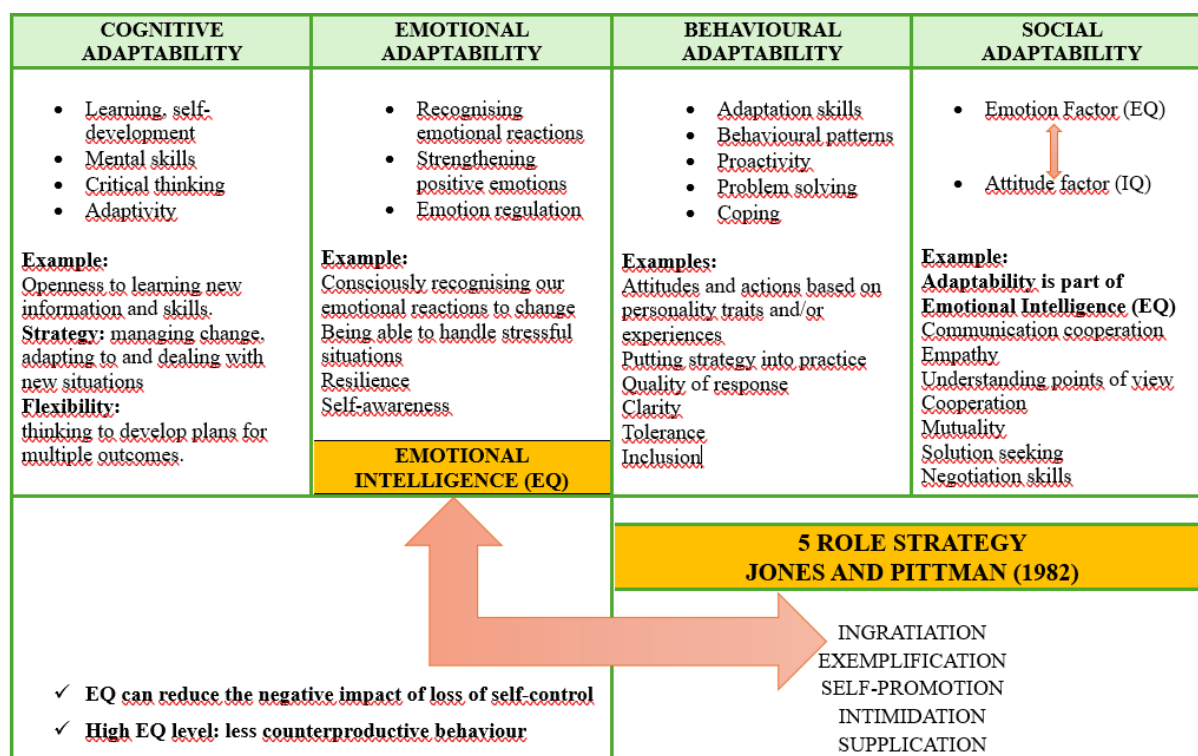 COGNITIVE
ADAPTABILITY
Learning, self-
development
Mental skills
Critical thinking
Adaptivity
Example:
Openness to learning new
information and skills.
Strategy: managing change,
adapting to and dealing with
new situations
Flexibility:
thinking to develop plans for
multiple outcomes.
EMOTIONAL
ADAPTABILITY
Recognising
emotional reactions
Strengthening
positive emotions
Emotion regulation
Example:
Consciously recognising our
emotional reactions to change
Being able to handle stressful
situations
Resilience
Self-awareness
EMOTIONAL
INTELLIGENCE (EQ)
BEHAVIOURAL
ADAPTABILITY
Adaptation skills
Behavioural patterns
Proactivity
Problem solving
Coping
Examples:
Attitudes and actions based on
personality traits and/or
experiences
Putting strategy into practice
Quality of response
Clarity
Tolerance
Inclusion
SOCIAL
ADAPTABILITY
Emotion Factor (EQ)
Attitude factor (IQ)
Example:
Adaptability is part of
Emotional Intelligence (EQ)
Communication cooperation
Empathy
Understanding points of view
Cooperation
Mutuality
Solution seeking
Negotiation skills
✓ EQ can reduce the negative impact of loss of self-control
✓ High EQ level: less counterproductive behaviour
5 ROLE STRATEGY
JONES AND PITTMAN (1982)
INGRATIATION
EXEMPLIFICATION
SELF-PROMOTION
INTIMIDATION
SUPPLICATION